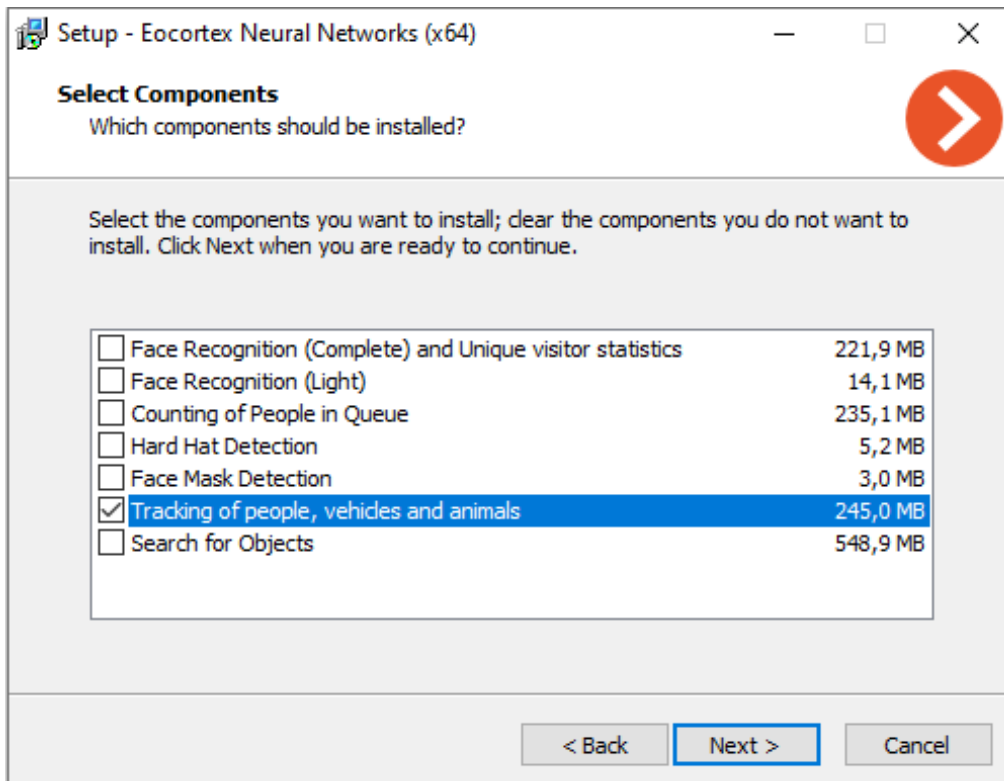 Setup - Eocortex Neural Networks (x64)
Select Components
Which components should be installed?
Select the components you want to install; clear the components you do not want to
install. Click Next when you are ready to continue.
Face Recognition (Complete) and Unique visitor statistics 221,9 MB
Face Recognition (Light) 14,1 MB
Counting of People in Queue 235,1 MB
Hard Hat Detection 5,2 MB
Face Mask Detection 3,0 MB
Tracking of people, vehicles and animals 245,0 MB
Search for Objects 548,9 MB
< Back Next > Cancel